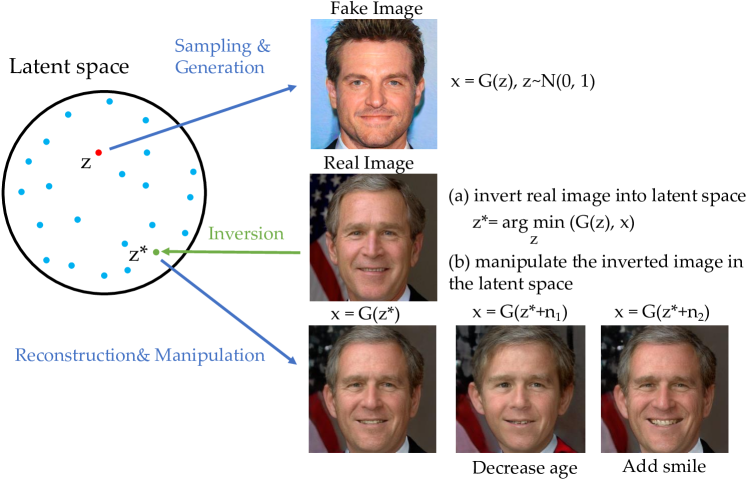 Fake Image
Sampling &
Generation
Latent space
x = G(z), z~N(0, 1)
z
Real Image
(a) invert real image into latent space
z*= arg min (G(z), x)
z
Inversion
z*
(b) manipulate the inverted image in
the latent space
x = G(z*)
x = G(z*+n₁)
x = G(z*+n₂)
Reconstruction& Manipulation
Decrease age
Add smile